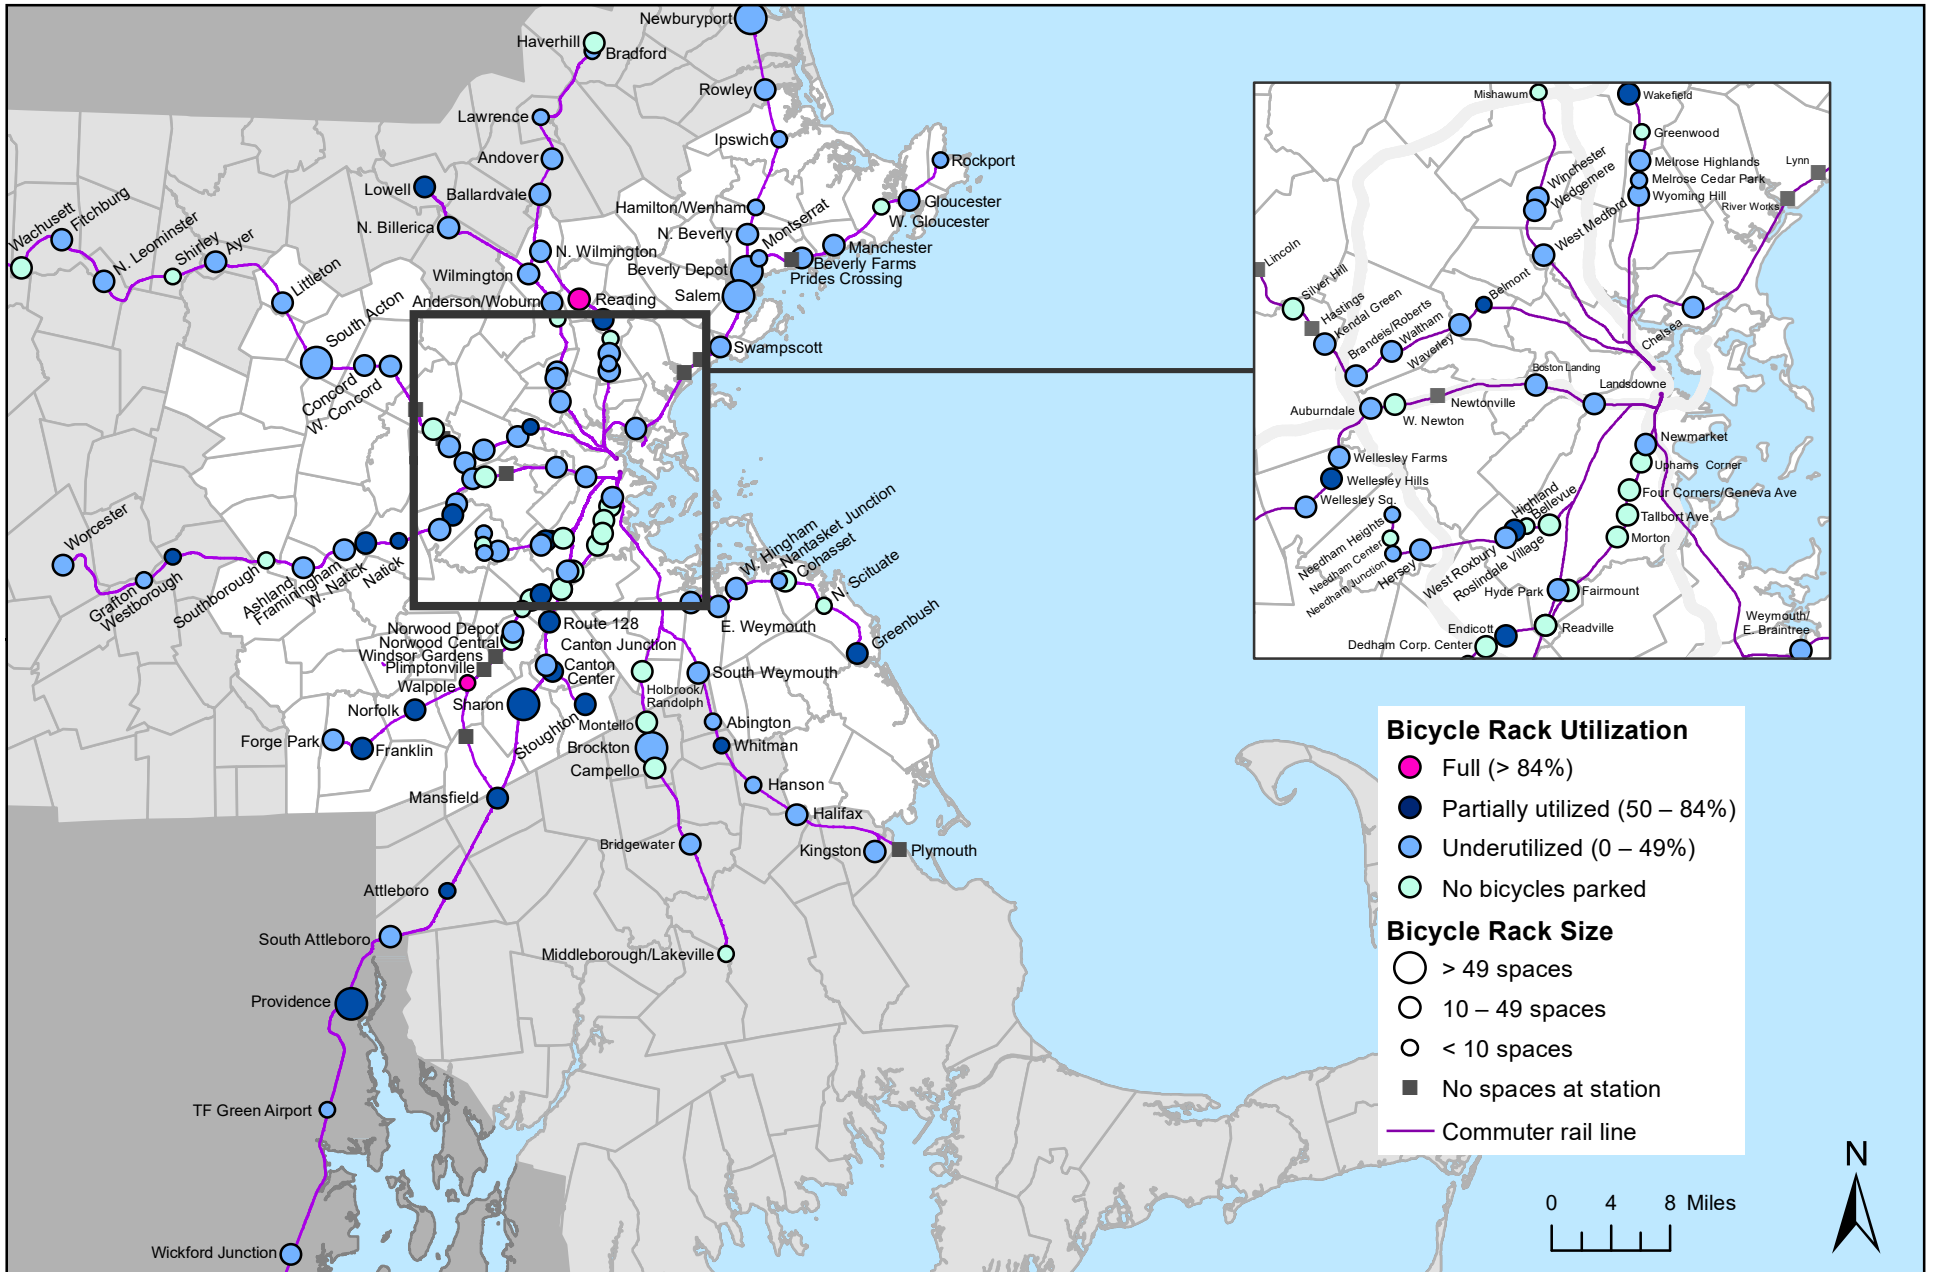 Newburyport
Haverhill
Bradford
Rowley
Lawrence
Ipswich
Andover
Rockport
Lowell
Ballardvale
Hamilton/Wenham
Montserrat
Gloucester
W. Gloucester
N. Billerica
N. Beverly
Manchester
Wachusett
Fitchburg
N. Leominster
Shirley
Ayer
N. Wilmington
Beverly Farms
Wilmington
Beverly Depot
Prides Crossing
Littleton
Anderson/Woburn
Reading
Salem
South Acton
Swampscott
Concord
W. Concord
Worcester
Grafton
Westborough
Southborough
Ashland
Framingham
W. Natick
Natick
W. Hingham
Nantasket Junction
Cohasset
N. Scituate
E. Weymouth
Greenbush
Route 128
Norwood Depot
Norwood Central
Canton Junction
Windsor Gardens
Plimptonville
Canton
Center
Walpole
South Weymouth
Sharon
Holbrook/
Randolph
Norfolk
Stoughton
Montello
Abington
Forge Park
Franklin
Brockton
Whitman
Campello
Hanson
Mansfield
Halifax
Bridgewater
Kingston
Plymouth
Attleboro
South Attleboro
Middleborough/Lakeville
Providence
TF Green Airport
Wickford Junction
Mishawum
Wakefield
Greenwood
Winchester
Wedgemere
Melrose Highlands
Melrose Cedar Park
Wyoming Hill
Lynn
River Works
West Medford
Lincoln
Silver Hill
Hastings
Kendal Green
Brandeis/Roberts
Waltham
Waverley
Belmont
Chelsea
Boston Landing
Landsdowne
Auburndale
W. Newton
Newtonville
Newmarket
Uphams Corner
Wellesley Farms
Wellesley Hills
Wellesley Sq.
Four Corners/Geneva Ave
Highland
Bellevue
Tallbort Ave.
Morton
Needham Heights
Needham Center
Needham Junction
Hersey
West Roxbury
Roslindale Village
Hyde Park
Fairmount
Endicott
Readville
Dedham Corp. Center
Weymouth/
E. Braintree
Bicycle Rack Utilization
Full (> 84%)
Partially utilized (50 – 84%)
Underutilized (0 – 49%)
No bicycles parked
Bicycle Rack Size
> 49 spaces
10 – 49 spaces
< 10 spaces
No spaces at station
Commuter rail line
N
0 4 8 Miles